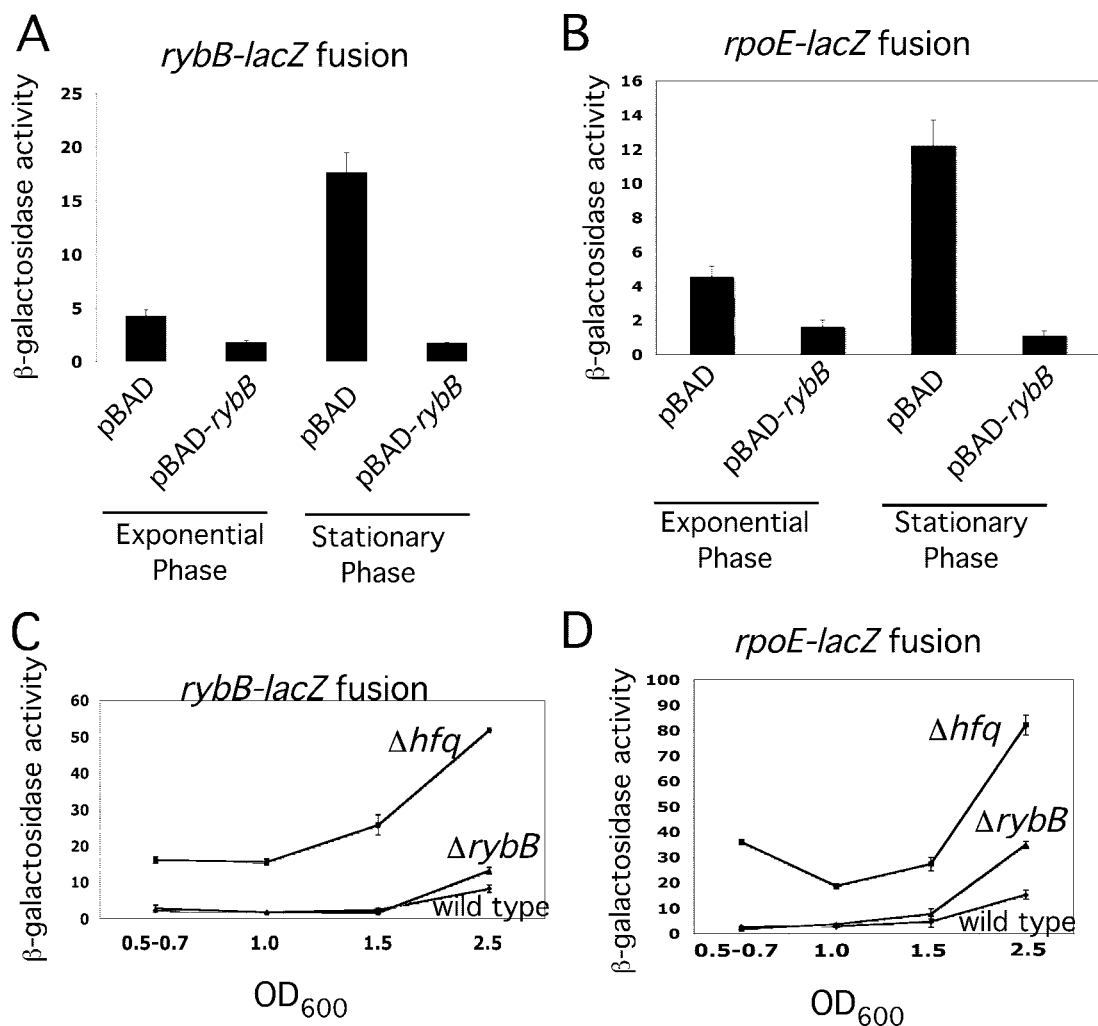 A
rybB-lacZ fusion
β-galactosidase activity
25
20
15
10
5
0
pBAD
pBAD-rybB
pBAD
pBAD-rybB
Exponential
Phase
Stationary
Phase
B
rpoE-lacZ fusion
β-galactosidase activity
16
14
12
10
8
6
4
2
0
pBAD
pBAD-rybB
pBAD
pBAD-rybB
Exponential
Phase
Stationary
Phase
C
rybB-lacZ fusion
β-galactosidase activity
60
50
40
30
20
10
0
Δhfq
ΔrybB
wild type
0.5-0.7
1.0
1.5
2.5
OD600
D
rpoE-lacZ fusion
β-galactosidase activity
100
90
80
70
60
50
40
30
20
10
0
Δhfq
ΔrybB
wild type
0.5-0.7
1.0
1.5
2.5
OD600